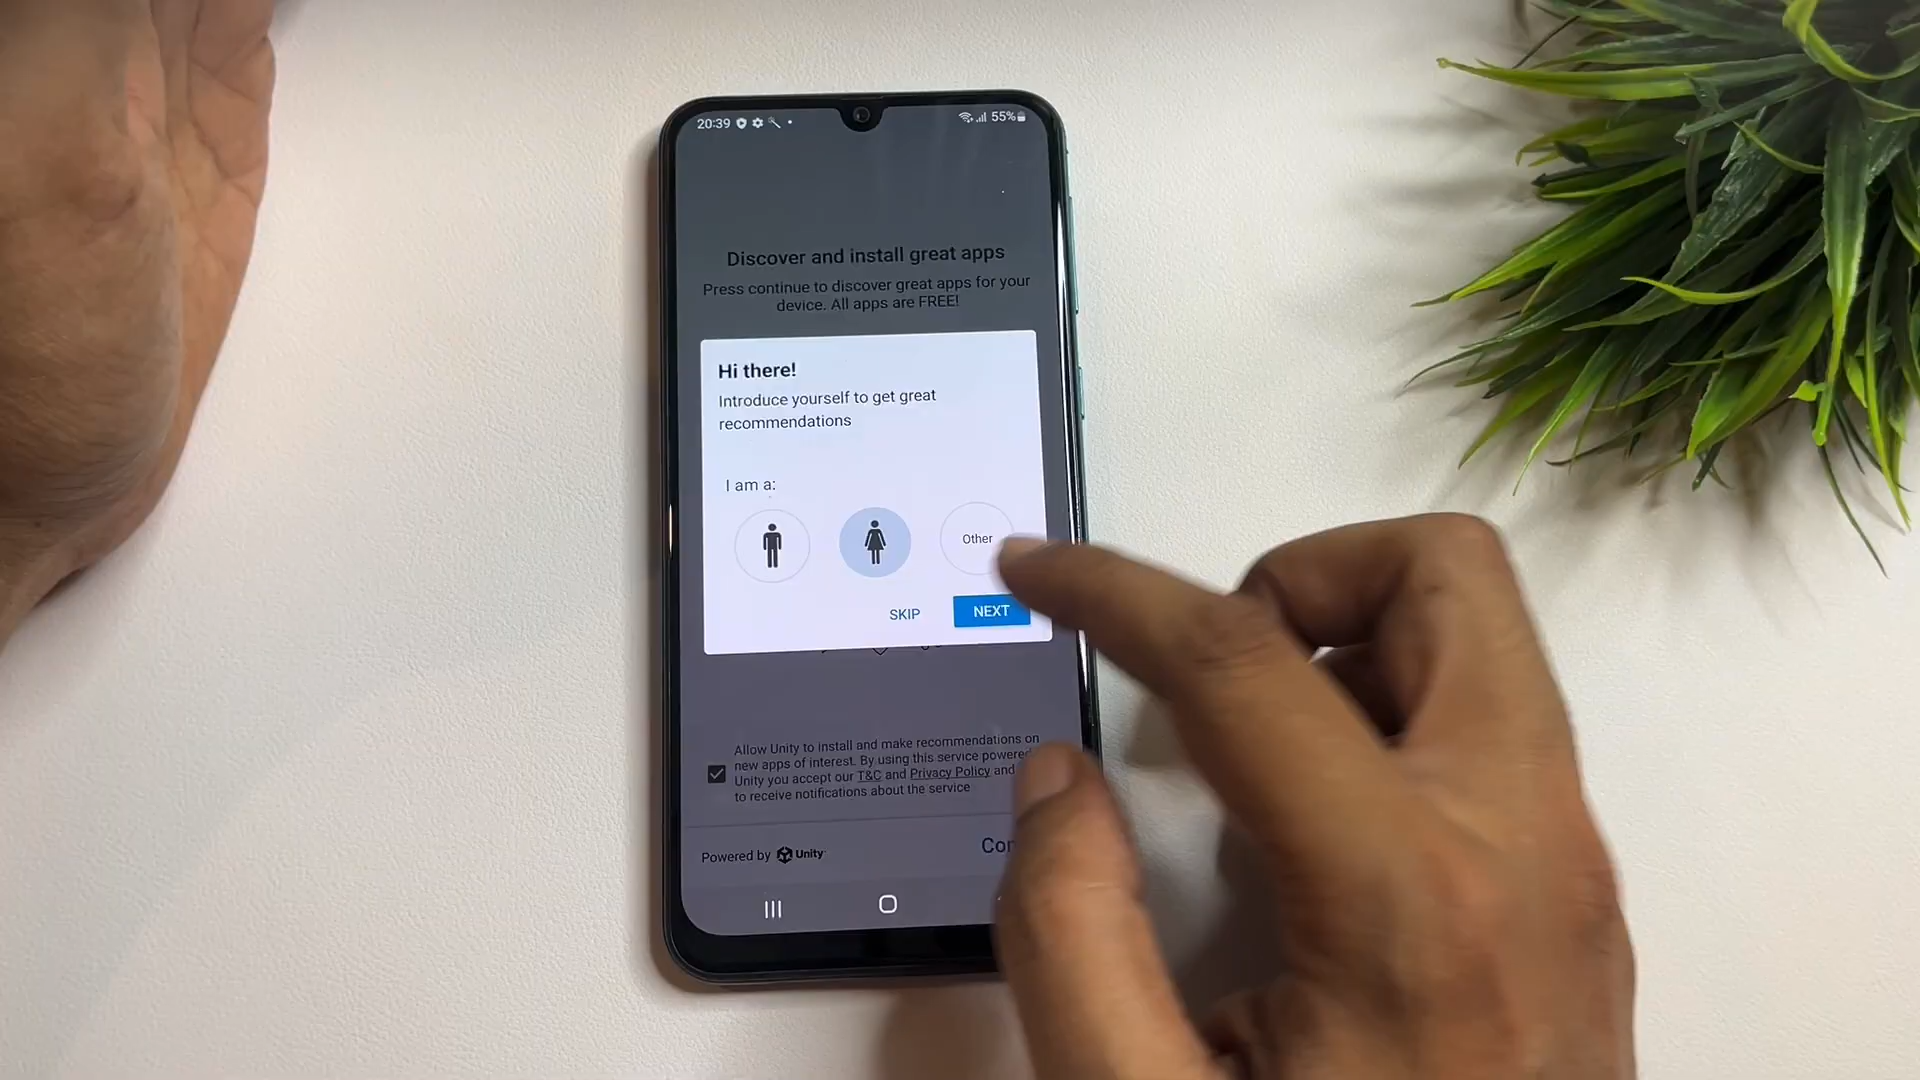 20:39
55%
Discover and install great apps
Press continue to discover great apps for your
device. All apps are FREE!
Hi there!
Introduce yourself to get great
recommendations
I am a:
Other
SKIP
NEXT
Allow Unity to install and make recommendations on
new apps of interest. By using this service powered
Unity you accept our T&C and Privacy Policy and
to receive notifications about the service
Powered by Unity